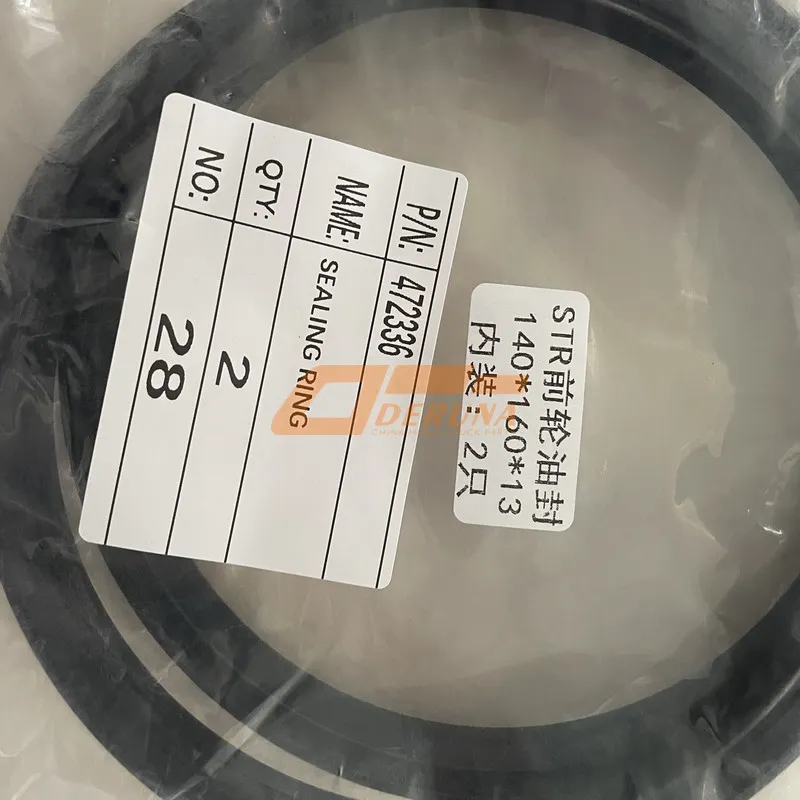 P/N: 472336
NAME: SEALING RING
QTY: 2
NO: 28
STR前轮油封
140*160*13
内装: 2只
DERUNA